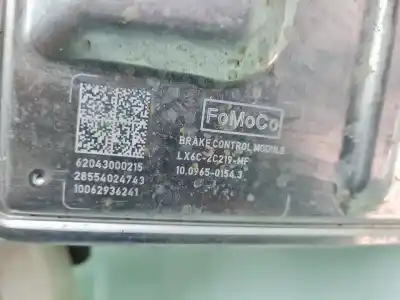 FoMoCo
BRAKE CONTROL MODULE
LX6C-2C219-MF
10.0965-0154.3
62043000215
28554024743
10062936241